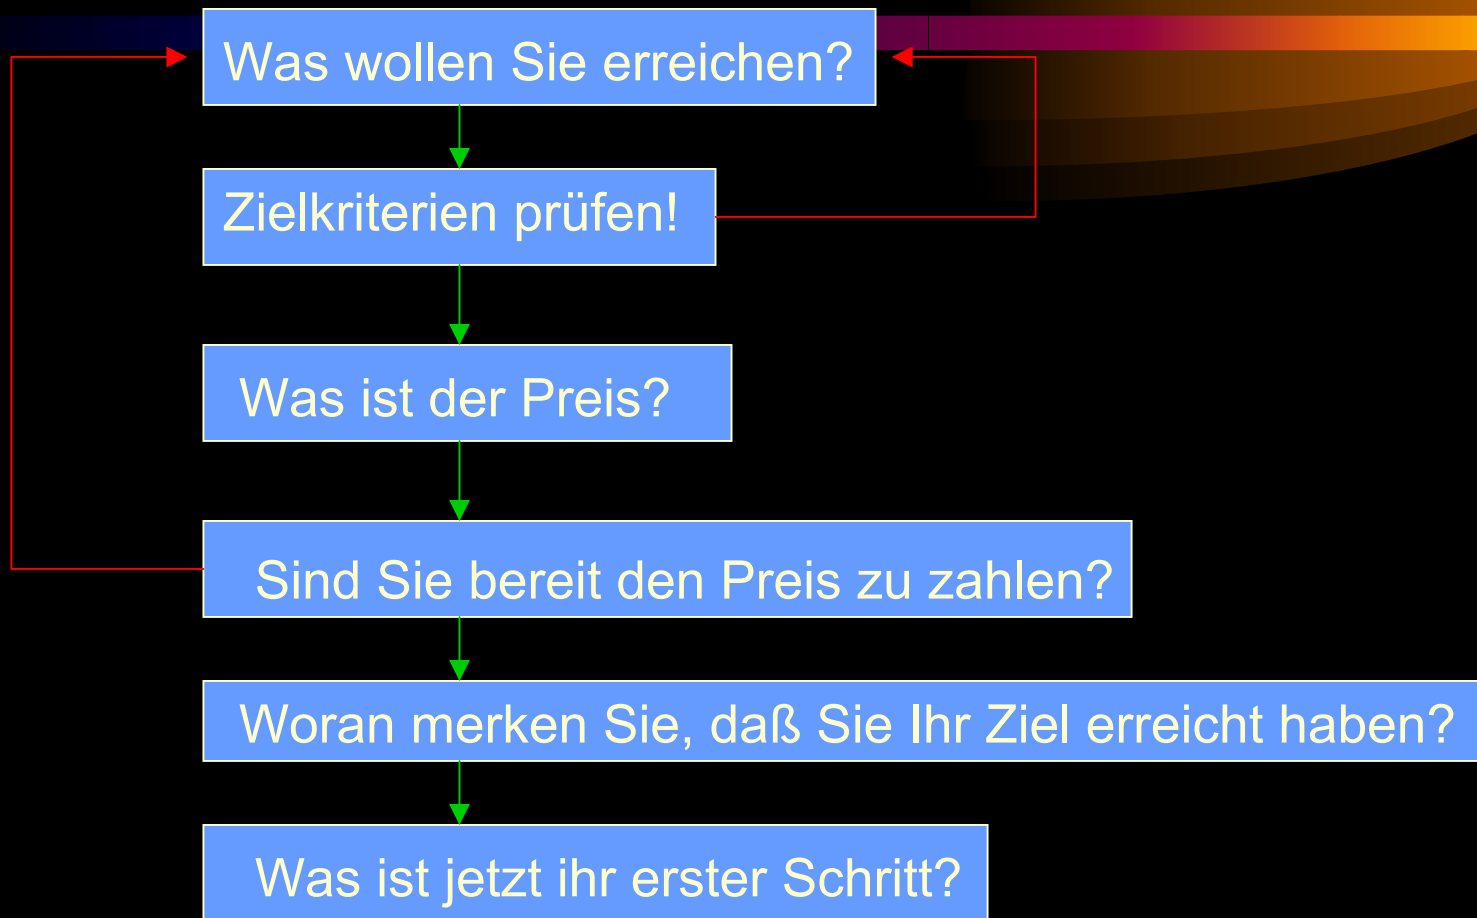 Was wollen Sie erreichen?
Zielkriterien prüfen!
Was ist der Preis?
Sind Sie bereit den Preis zu zahlen?
Woran merken Sie, daß Sie Ihr Ziel erreicht haben?
Was ist jetzt ihr erster Schritt?